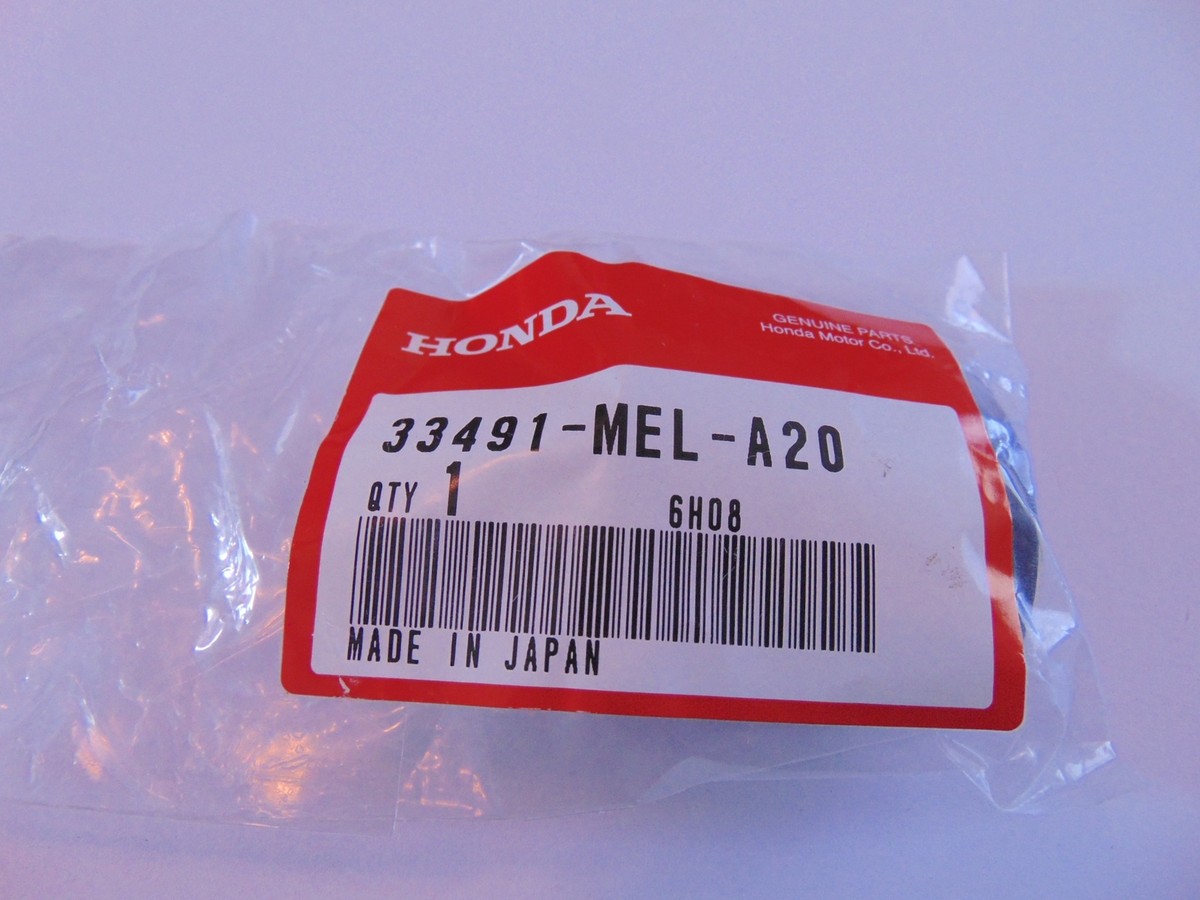 HONDA
GENUINE PARTS
Honda Motor Co., Ltd.
33491-MEL-A20
QTY 1
6H08
MADE IN JAPAN